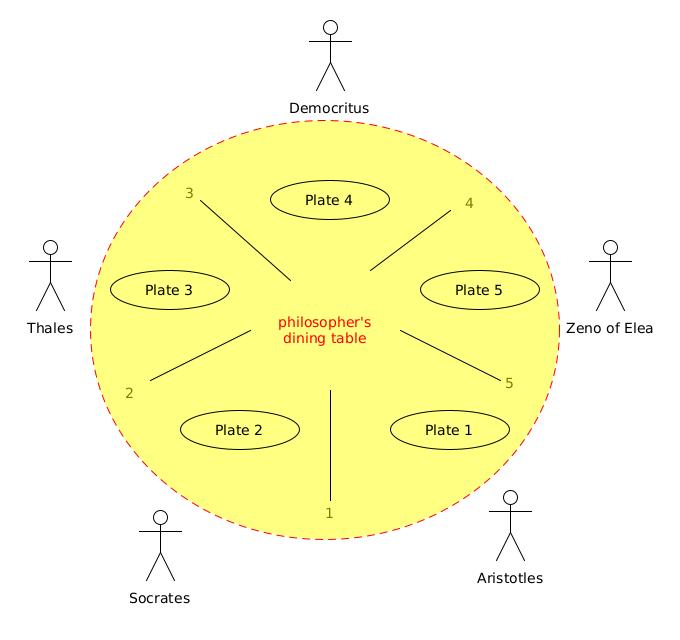 Democritus
3
Plate 4
4
Plate 3
Plate 5
Thales
philosopher's
dining table
Zeno of Elea
2
5
Plate 2
Plate 1
1
Aristotles
Socrates